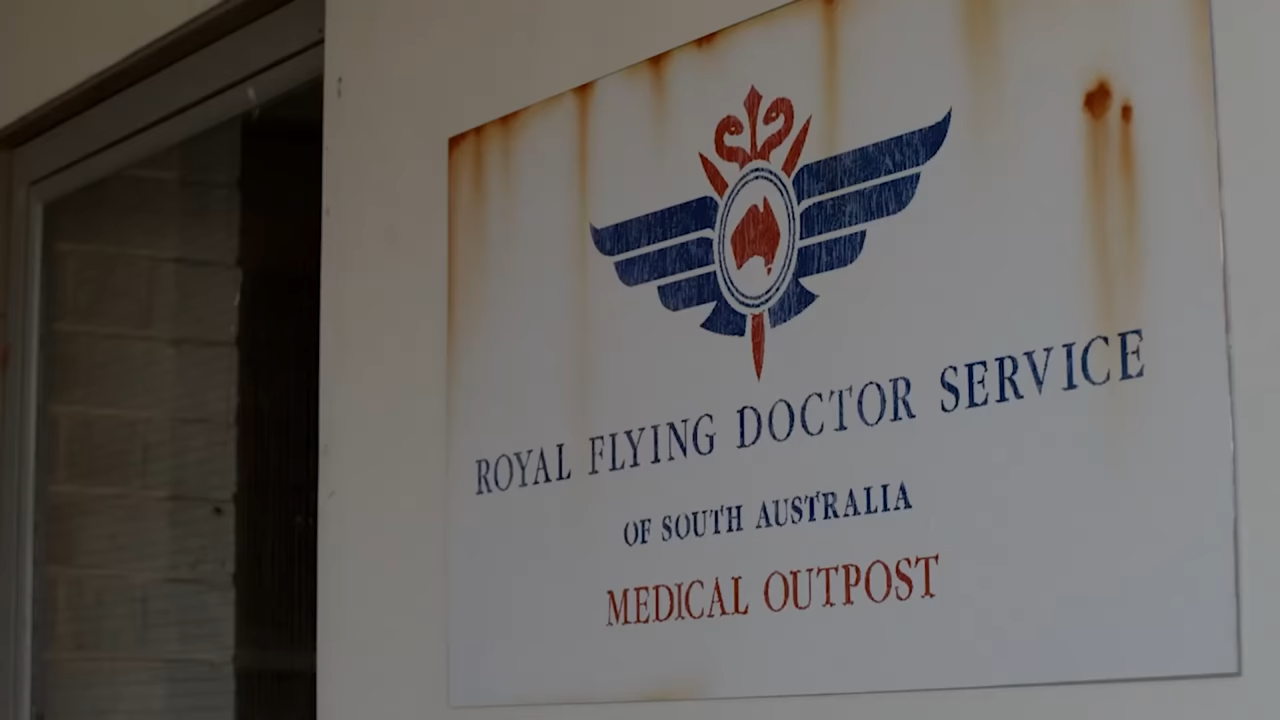 ROYAL FLYING DOCTOR SERVICE
OF SOUTH AUSTRALIA
MEDICAL OUTPOST